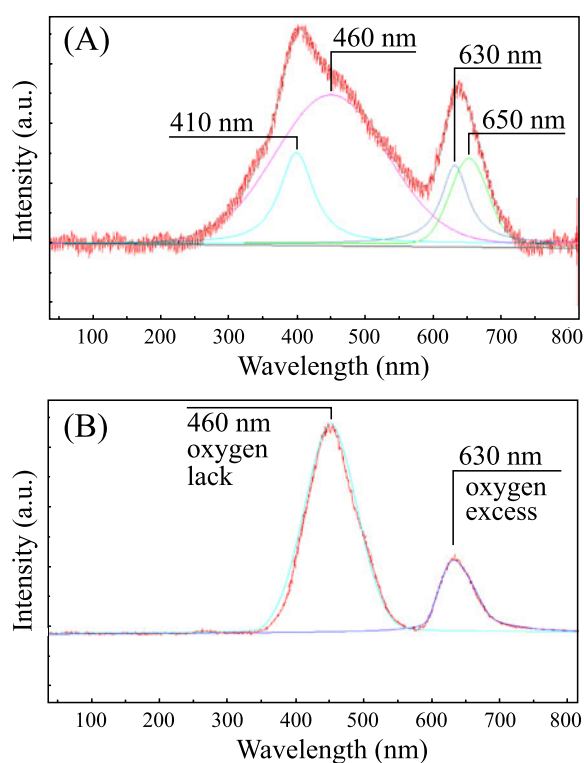 (A)
460 nm
630 nm
410 nm
650 nm
Intensity (a.u.)
100 200 300 400 500 600 700 800
Wavelength (nm)
(B)
460 nm
oxygen
lack
630 nm
oxygen
excess
Intensity (a.u.)
100 200 300 400 500 600 700 800
Wavelength (nm)